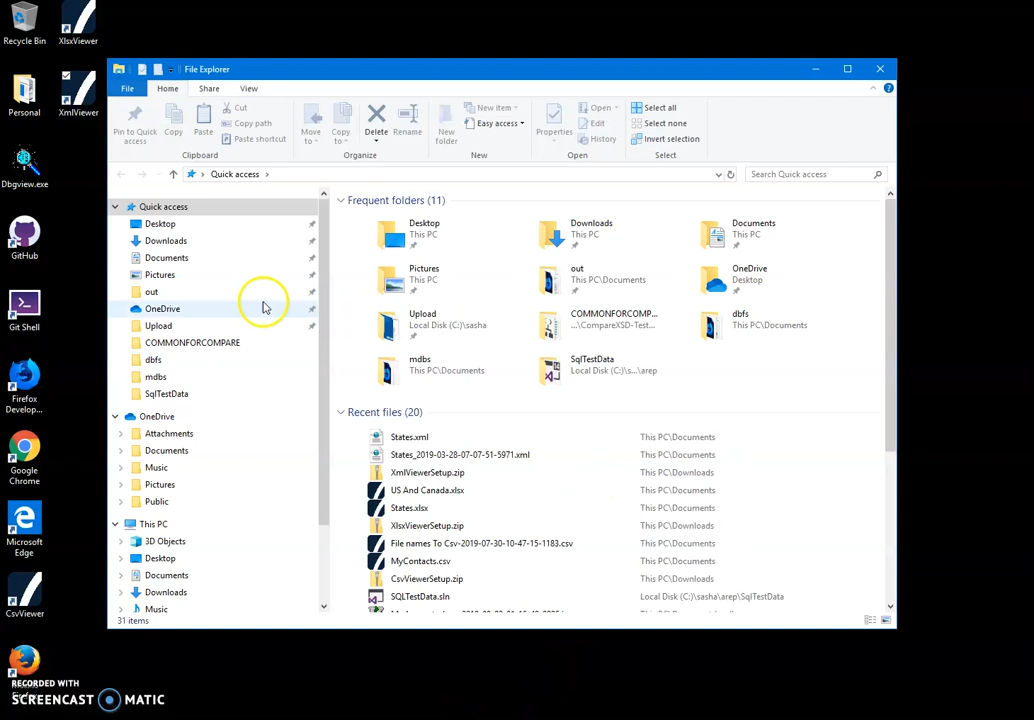 Recycle Bin
XlsxViewer
Personal
XmlViewer
Dbgview.exe
GitHub
Git Shell
Firefox
Develop...
Google
Chrome
Microsoft
Edge
CsvViewer
RECORDED WITH
SCREENCAST MATIC
File Explorer
File Home Share View
Pin to Quick
access
Copy
Paste
Cut
Copy path
Paste shortcut
Clipboard
Move
to
Copy
to
Delete
Rename
Organize
New
folder
New item
Easy access
New
Properties
Open
Edit
History
Open
Select all
Select none
Invert selection
Select
Quick access
Search Quick access
Quick access
Desktop
Downloads
Documents
Pictures
out
OneDrive
Upload
COMMONFORCOMPARE
dbfs
mdbs
SqlTestData
OneDrive
Attachments
Documents
Music
Pictures
Public
This PC
3D Objects
Desktop
Documents
Downloads
Music
31 items
Frequent folders (11)
Desktop
This PC
Downloads
This PC
Documents
This PC
Pictures
This PC
out
This PC\Documents
OneDrive
Desktop
Upload
Local Disk (C:)\sasha
COMMONFORCOMP...
...\CompareXSD-Test...
dbfs
This PC\Documents
mdbs
This PC\Documents
SqlTestData
Local Disk (C:)\s...\arep
Recent files (20)
States.xml This PC\Documents
States_2019-03-28-07-07-51-5971.xml This PC\Documents
XmlViewerSetup.zip This PC\Downloads
US And Canada.xlsx This PC\Documents
States.xlsx This PC\Documents
XlsxViewerSetup.zip This PC\Downloads
File names To Csv-2019-07-30-10-47-15-1183.csv This PC\Documents
MyContacts.csv This PC\Documents
CsvViewerSetup.zip This PC\Downloads
SQLTestData.sln Local Disk (C:)\sasha\arep\SqlTestData